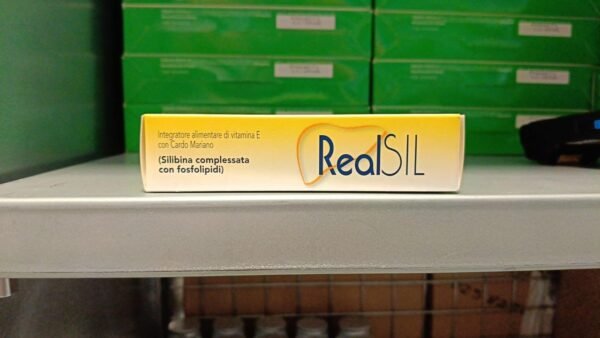 Integratore alimentare di vitamina E
con Cardo Mariano
(Silibina complessata
con fosfolipidi)
RealSIL